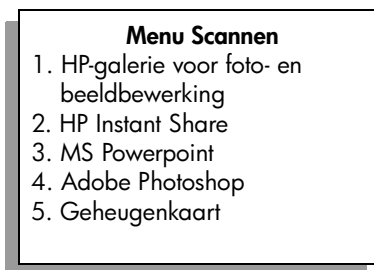 Menu Scannen
1. HP-galerie voor foto- en
beeldbewerking
2. HP Instant Share
3. MS Powerpoint
4. Adobe Photoshop
5. Geheugenkaart